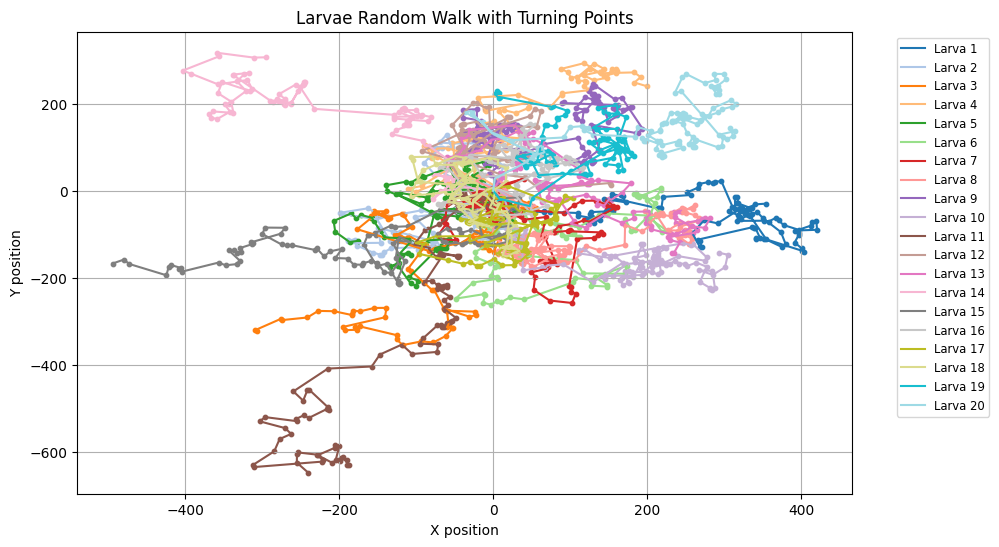 Larvae Random Walk with Turning Points
Y position
200
0
−200
−400
−600
−400
−200
0
200
400
X position
Larva 1
Larva 2
Larva 3
Larva 4
Larva 5
Larva 6
Larva 7
Larva 8
Larva 9
Larva 10
Larva 11
Larva 12
Larva 13
Larva 14
Larva 15
Larva 16
Larva 17
Larva 18
Larva 19
Larva 20